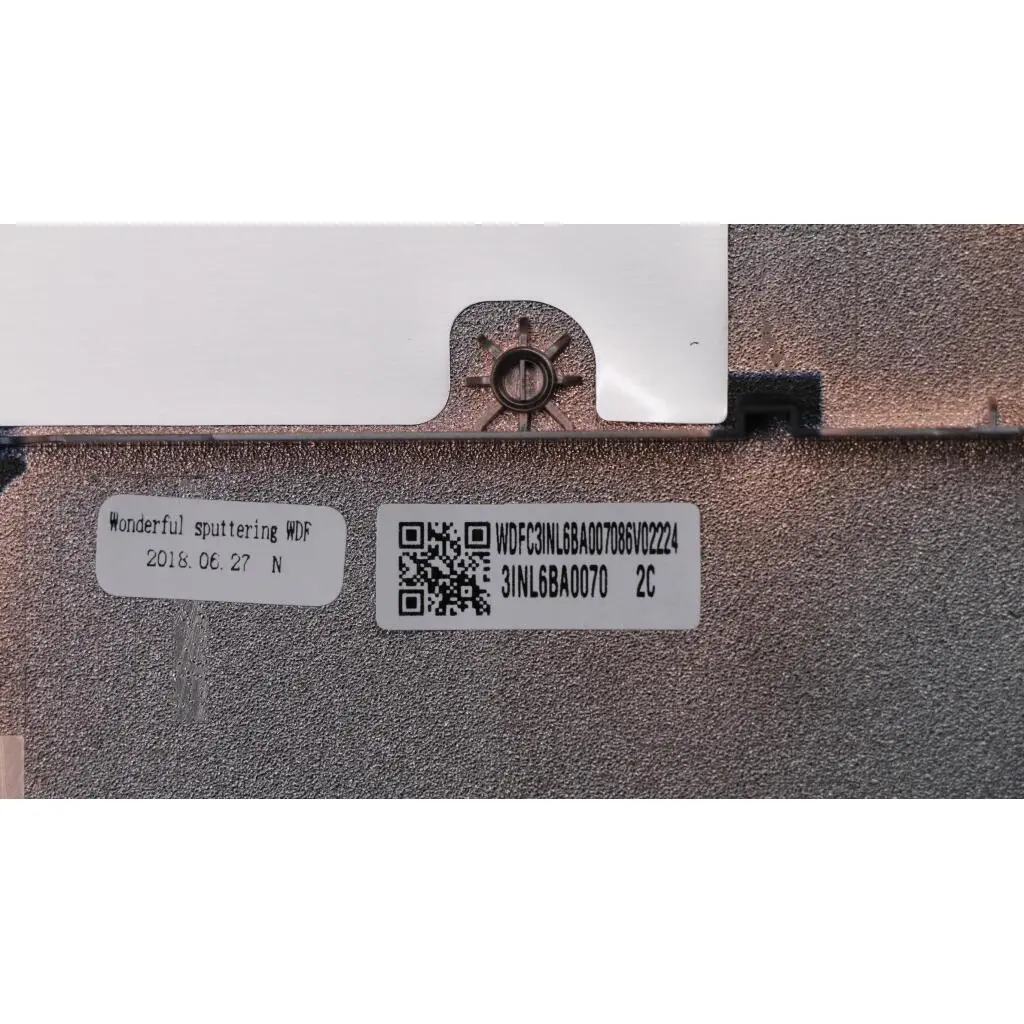 Wonderful sputtering WDF
2018.06.27 N
WDFC3INL6BA007086V02224
3INL6BA0070 2C